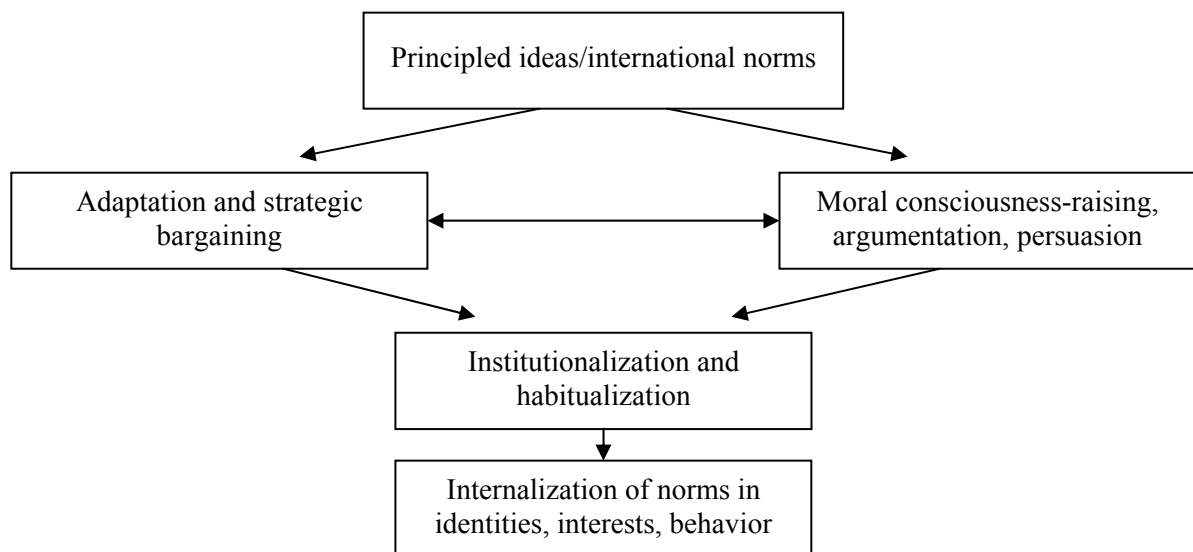 Principled ideas/international norms
Adaptation and strategic
bargaining
Moral consciousness-raising,
argumentation, persuasion
Institutionalization and
habitualization
Internalization of norms in
identities, interests, behavior